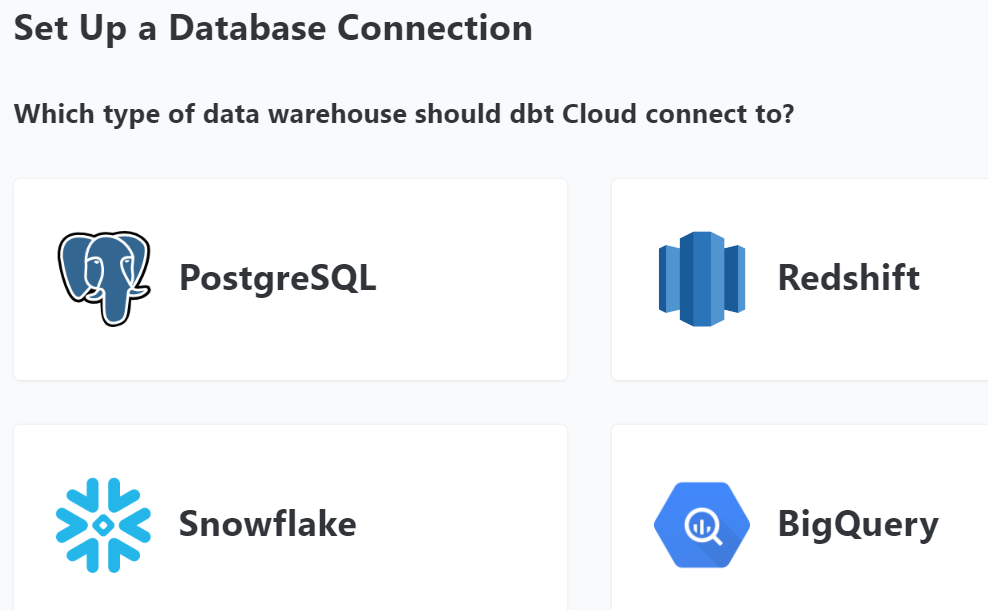 Set Up a Database Connection
Which type of data warehouse should dbt Cloud connect to?
PostgreSQL
Redshift
Snowflake
BigQuery